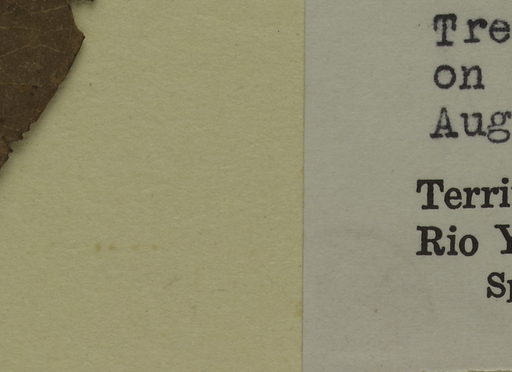 Tre
on
Aug
Terri
Rio Y
Sp